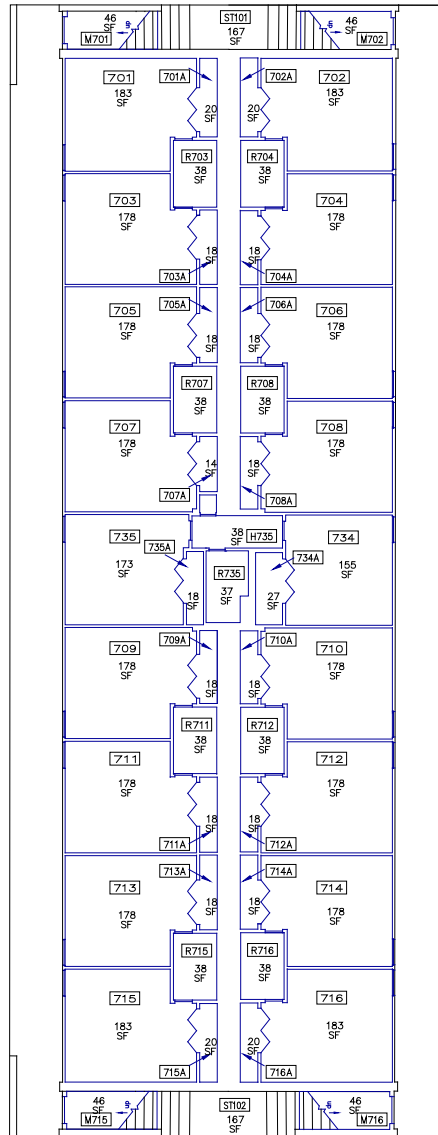 46 SF
ST101
46 SF
M701
167 SF
M702
701
701A
702A
702
183 SF
183 SF
20 SF
20 SF
R703
R704
38 SF
38 SF
703
704
178 SF
178 SF
18 SF
18 SF
703A
704A
705
705A
706A
706
178 SF
178 SF
18 SF
18 SF
R707
R708
38 SF
38 SF
707
708
178 SF
178 SF
14 SF
18 SF
707A
708A
735
38 SF
H735
734
735A
734A
173 SF
R735
155 SF
37 SF
18 SF
27 SF
709
709A
710A
710
178 SF
178 SF
18 SF
18 SF
R711
R712
38 SF
38 SF
711
712
178 SF
178 SF
18 SF
18 SF
711A
712A
713
713A
714A
714
178 SF
178 SF
18 SF
18 SF
R715
R716
38 SF
38 SF
715
716
183 SF
183 SF
20 SF
20 SF
715A
716A
46 SF
ST102
46 SF
M715
167 SF
M716